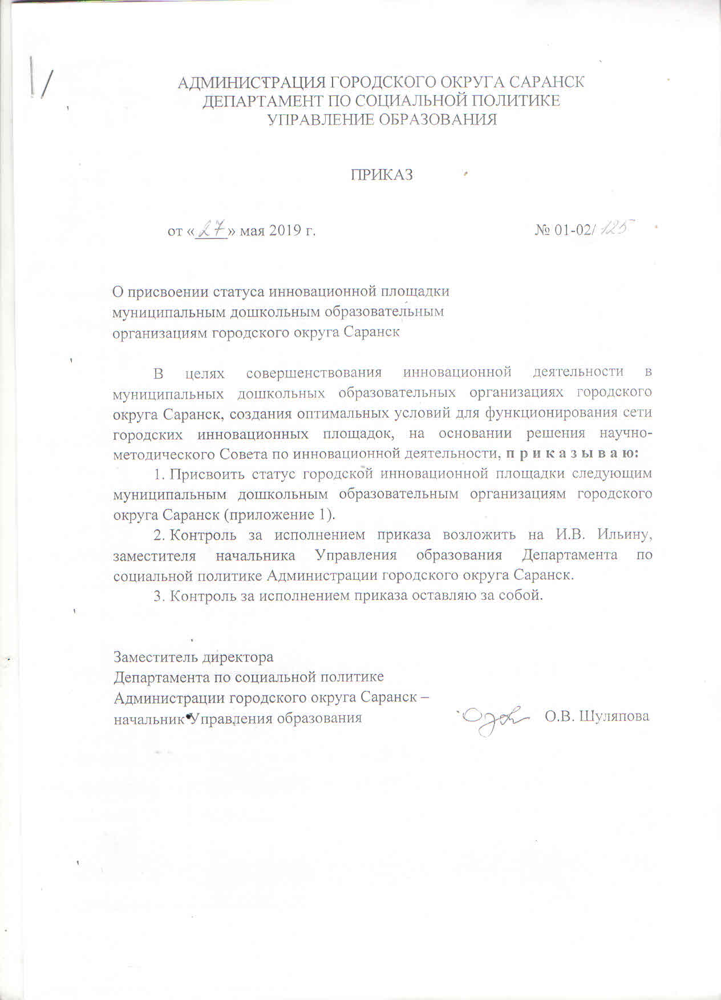 АДМИНИСТРАЦИЯ ГОРОДСКОГО ОКРУГА САРАНСК
ДЕПАРТАМЕНТ ПО СОЦИАЛЬНОЙ ПОЛИТИКЕ
УПРАВЛЕНИЕ ОБРАЗОВАНИЯ
ПРИКАЗ
от «27» мая 2019 г. № 01-02/125
О присвоении статуса инновационной площадки
муниципальным дошкольным образовательным
организациям городского округа Саранск
В целях совершенствования инновационной деятельности в
муниципальных дошкольных образовательных организациях городского
округа Саранск, создания оптимальных условий для функционирования сети
городских инновационных площадок, на основании решения научно-
методического Совета по инновационной деятельности, п р и к а з ы в а ю:
1. Присвоить статус городской инновационной площадки следующим
муниципальным дошкольным образовательным организациям городского
округа Саранск (приложение 1).
2. Контроль за исполнением приказа возложить на И.В. Ильину,
заместителя начальника Управления образования Департамента по
социальной политике Администрации городского округа Саранск.
3. Контроль за исполнением приказа оставляю за собой.
Заместитель директора
Департамента по социальной политике
Администрации городского округа Саранск –
начальник Управления образования О.В. Шуляпова